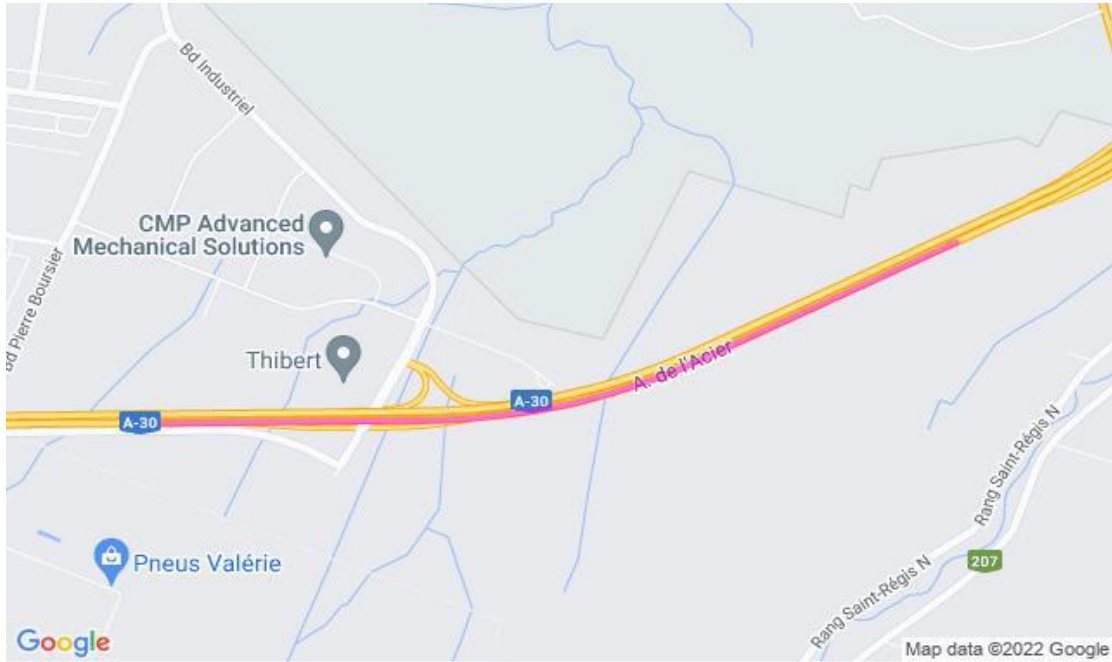 Bd Industriel
CMP Advanced
Mechanical Solutions
Bd Pierre Boursier
Thibert
A. de l'Acier
A-30
A-30
Rang Saint-Régis N
Pneus Valérie
207
Rang Saint-Régis N
Google
Map data ©2022 Google